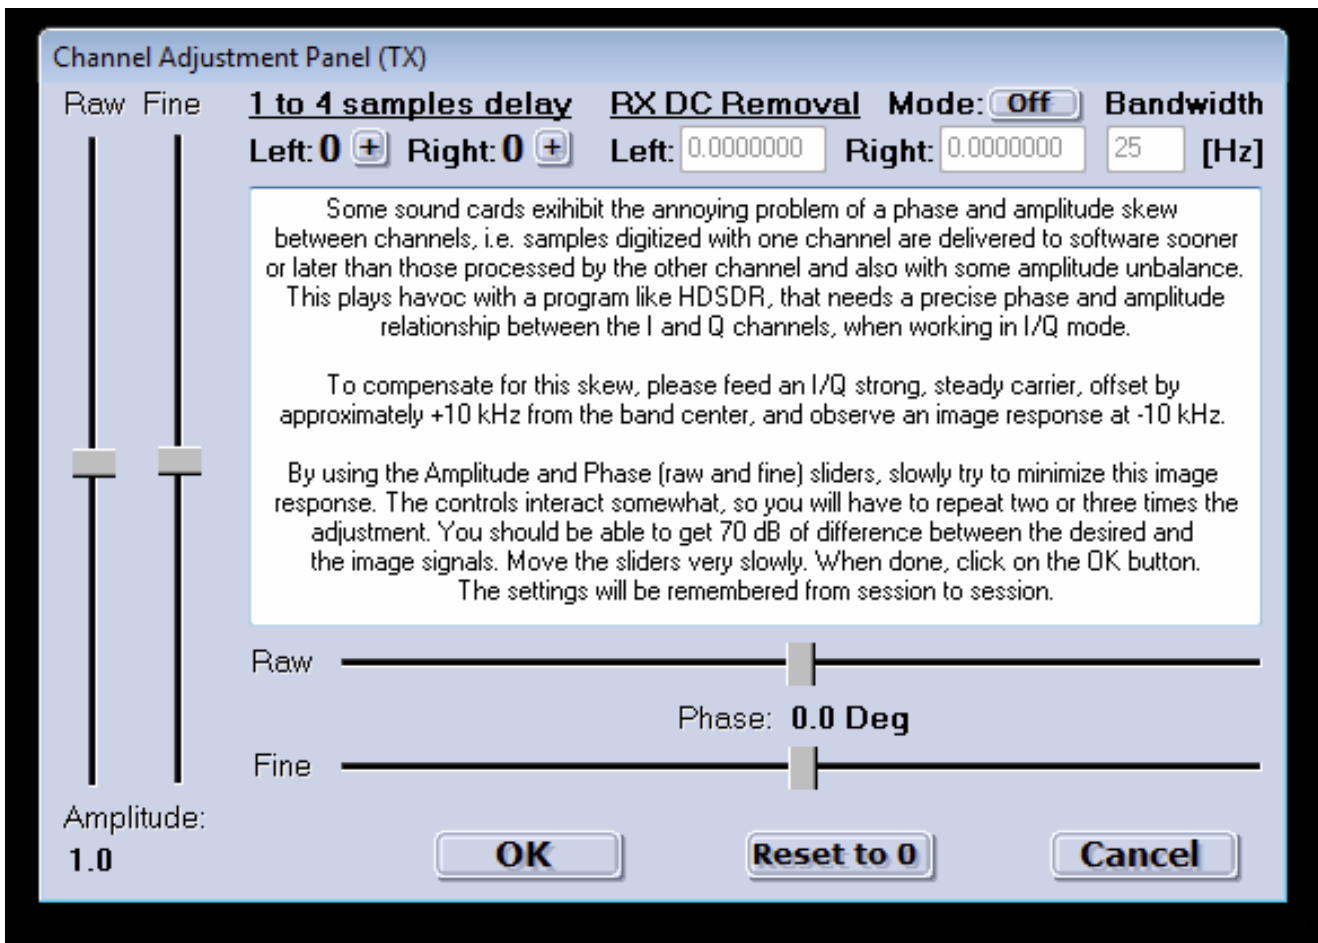 Channel Adjustment Panel (TX)
Raw Fine 1 to 4 samples delay RX DC Removal Mode: Off Bandwidth
Left: 0 + Right: 0 + Left: 0.0000000 Right: 0.0000000 25 [Hz]
Some sound cards exihibit the annoying problem of a phase and amplitude skew
between channels, i.e. samples digitized with one channel are delivered to software sooner
or later than those processed by the other channel and also with some amplitude unbalance.
This plays havoc with a program like HDSDR, that needs a precise phase and amplitude
relationship between the I and Q channels, when working in I/Q mode.
To compensate for this skew, please feed an I/Q strong, steady carrier, offset by
approximately +10 kHz from the band center, and observe an image response at -10 kHz.
By using the Amplitude and Phase (raw and fine) sliders, slowly try to minimize this image
response. The controls interact somewhat, so you will have to repeat two or three times the
adjustment. You should be able to get 70 dB of difference between the desired and
the image signals. Move the sliders very slowly. When done, click on the OK button.
The settings will be remembered from session to session.
Raw
Phase: 0.0 Deg
Fine
Amplitude:
1.0
OK Reset to 0 Cancel